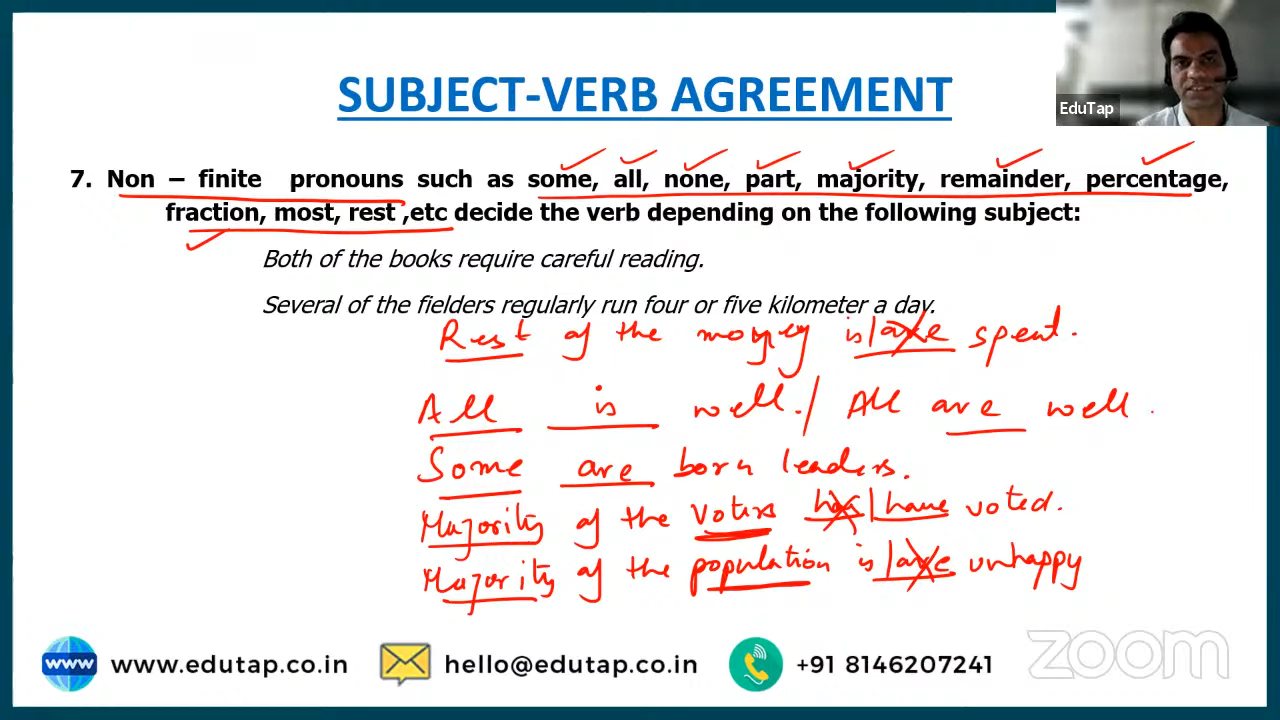 EduTap
SUBJECT-VERB AGREEMENT
7. Non – finite pronouns such as some, all, none, part, majority, remainder, percentage,
fraction, most, rest ,etc decide the verb depending on the following subject:
Both of the books require careful reading.
Several of the fielders regularly run four or five kilometer a day.
Rest of the money is/are spent.
All is well. / All are well.
Some are born leaders.
Majority of the voters has/have voted.
Majority of the population is/are unhappy
www www.edutap.co.in hello@edutap.co.in +91 8146207241 zoom